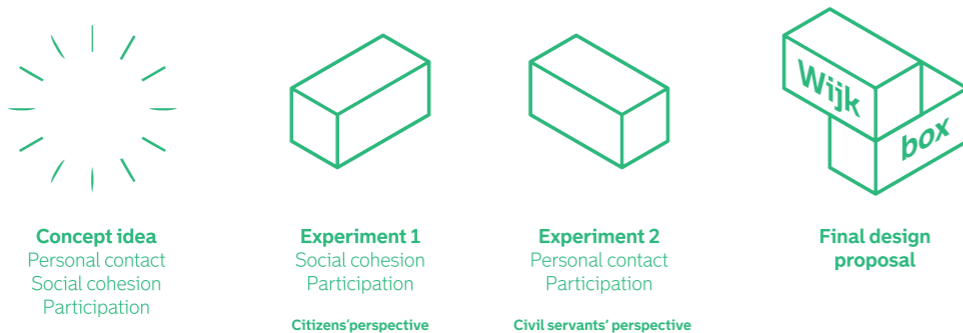 Wijk
box
Concept idea
Personal contact
Social cohesion
Participation
Experiment 1
Social cohesion
Participation
Citizens'perspective
Experiment 2
Personal contact
Participation
Civil servants' perspective
Final design
proposal